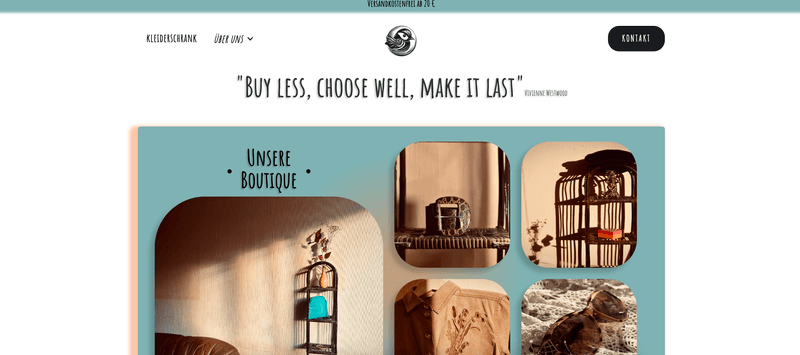 Versandkostenfrei ab 20 €
Kleiderschrank
Über uns
Kontakt
"Buy less, choose well, make it last"
Vivienne Westwood
Unsere
Boutique